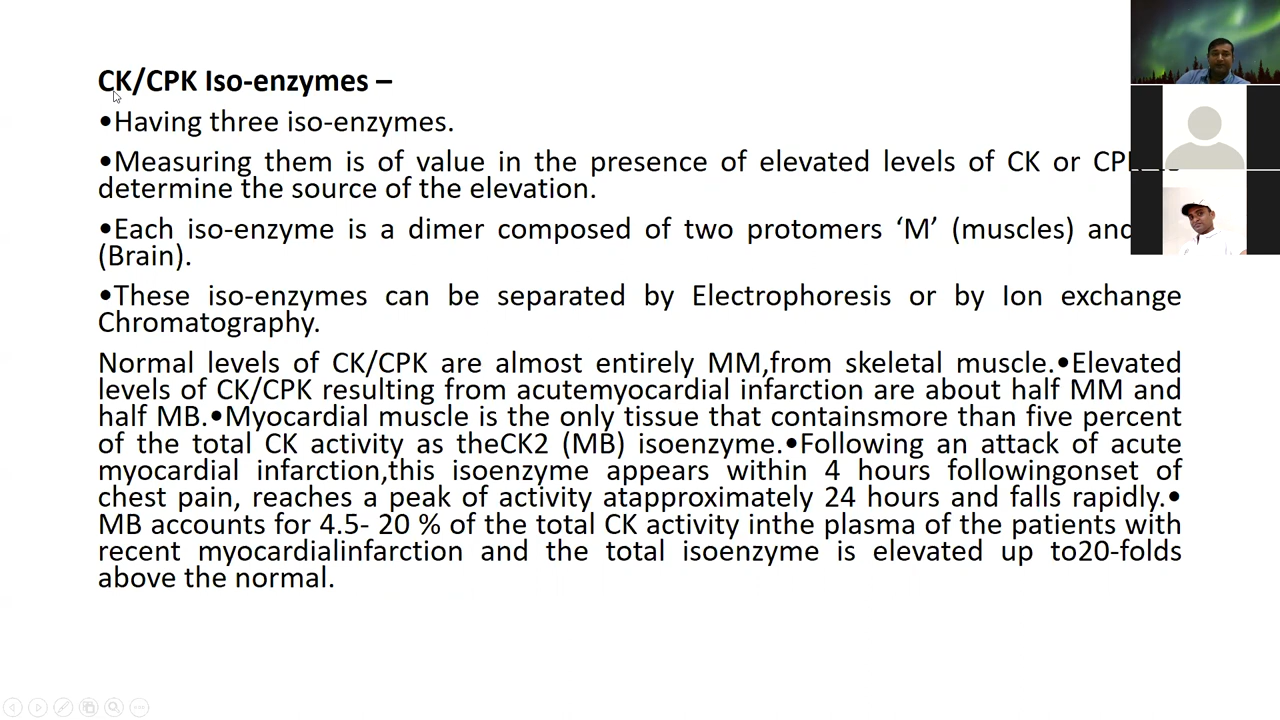 CK/CPK Iso-enzymes –
•Having three iso-enzymes.
•Measuring them is of value in the presence of elevated levels of CK or
determine the source of the elevation.
•Each iso-enzyme is a dimer composed of two protomers ‘M’ (muscles) and
(Brain).
•These iso-enzymes can be separated by Electrophoresis or by Ion exchange
Chromatography.
Normal levels of CK/CPK are almost entirely MM,from skeletal muscle.•Elevated
levels of CK/CPK resulting from acutemyocardial infarction are about half MM and
half MB.•Myocardial muscle is the only tissue that containsmore than five percent
of the total CK activity as theCK2 (MB) isoenzyme.•Following an attack of acute
myocardial infarction,this isoenzyme appears within 4 hours followingonset of
chest pain, reaches a peak of activity atapproximately 24 hours and falls rapidly.•
MB accounts for 4.5- 20 % of the total CK activity inthe plasma of the patients with
recent myocardialinfarction and the total isoenzyme is elevated up to20-folds
above the normal.